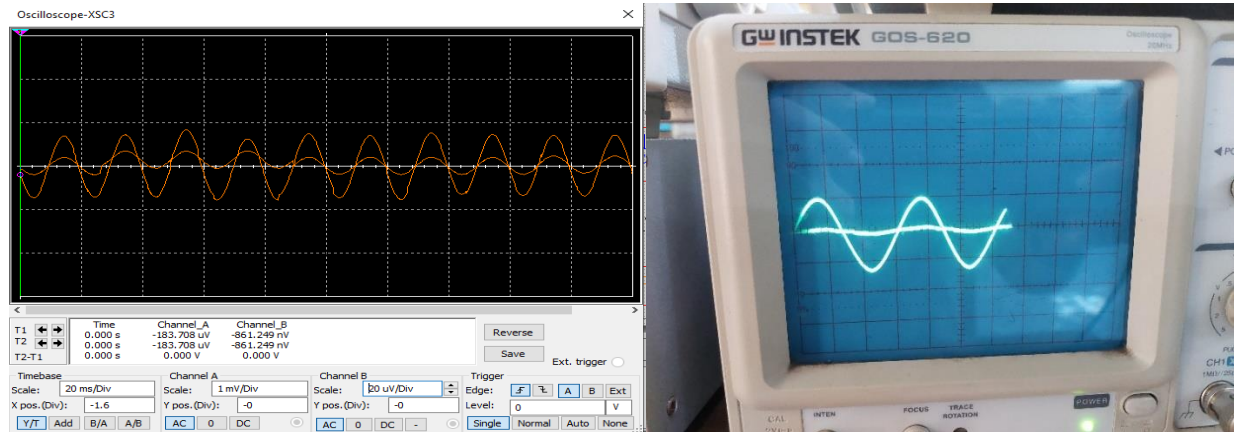 Oscilloscope-XSC3
T1
T2
T2-T1
Time Channel_A Channel_B
0.000 s -183.708 uV -861.249 nV
0.000 s -183.708 uV -861.249 nV
0.000 s 0.000 V 0.000 V
Reverse
Save
Ext. trigger
Timebase
Scale: 20 ms/Div
X pos.(Div): -1.6
Y/T Add B/A A/B
Channel A
Scale: 1 mV/Div
Y pos.(Div): -0
AC 0 DC
Channel B
Scale: 20 uV/Div
Y pos.(Div): -0
AC 0 DC -
Trigger
Edge: A B Ext
Level: 0 V
Single Normal Auto None
GW INSTEK GOS-620
Oscilloscope
20MHz
INTEN
FOCUS
TRACE
ROTATION
POWER
CAL
CH1